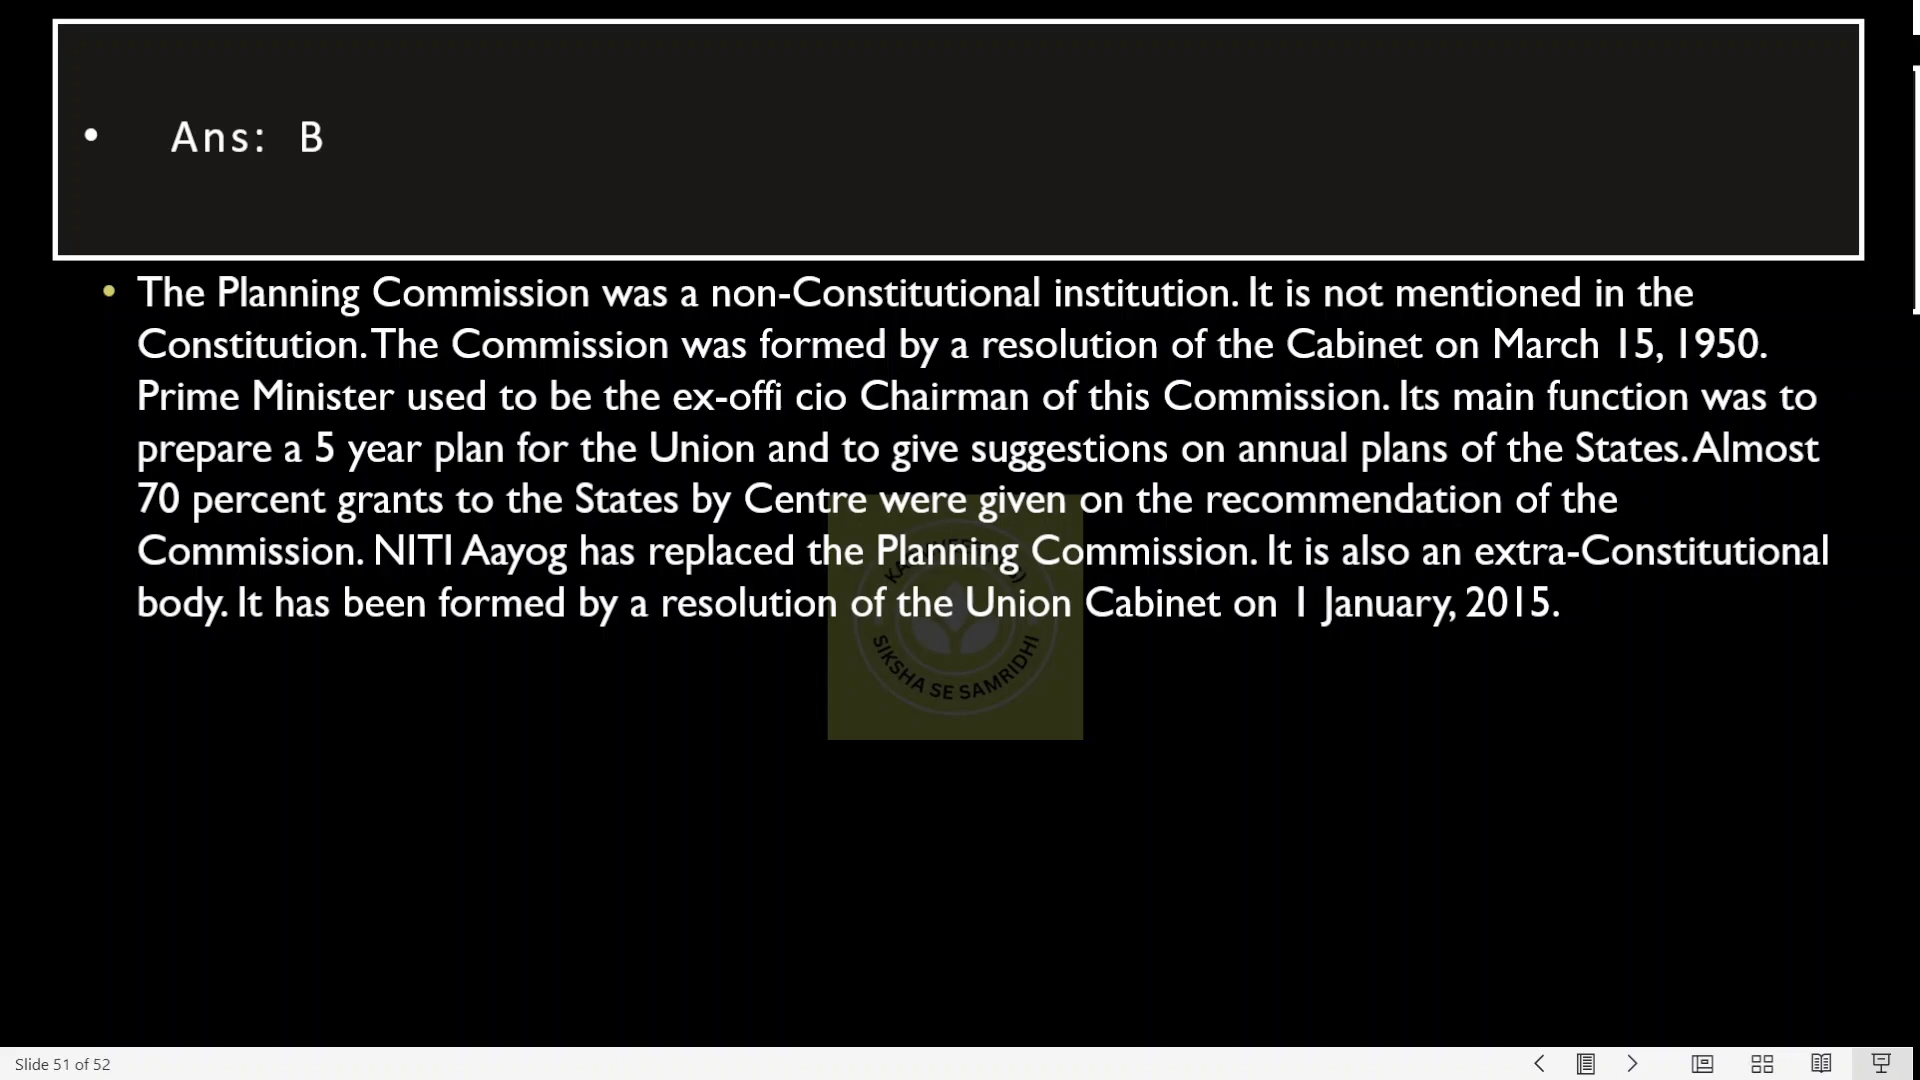 • Ans: B
• The Planning Commission was a non-Constitutional institution. It is not mentioned in the
Constitution. The Commission was formed by a resolution of the Cabinet on March 15, 1950.
Prime Minister used to be the ex-offi cio Chairman of this Commission. Its main function was to
prepare a 5 year plan for the Union and to give suggestions on annual plans of the States. Almost
70 percent grants to the States by Centre were given on the recommendation of the
Commission. NITI Aayog has replaced the Planning Commission. It is also an extra-Constitutional
body. It has been formed by a resolution of the Union Cabinet on 1 January, 2015.
SIKSHA SE SAMRIDHI
Slide 51 of 52